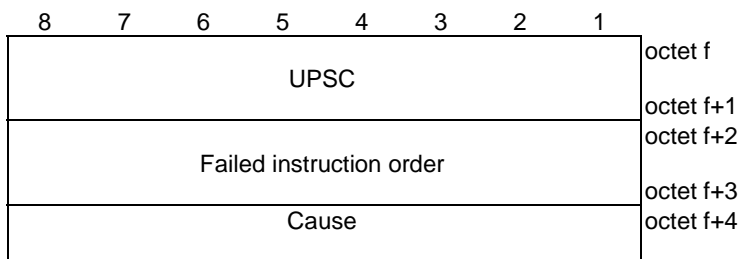 8 7 6 5 4 3 2 1
octet f
UPSC
octet f+1
octet f+2
Failed instruction order
octet f+3
Cause octet f+4